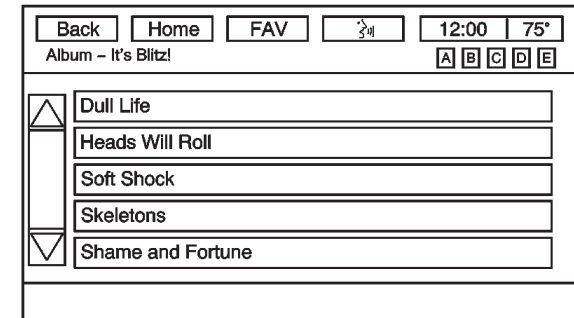 Back Home FAV 12:00 75°
Album – It's Blitz! A B C D E
Dull Life
Heads Will Roll
Soft Shock
Skeletons
Shame and Fortune